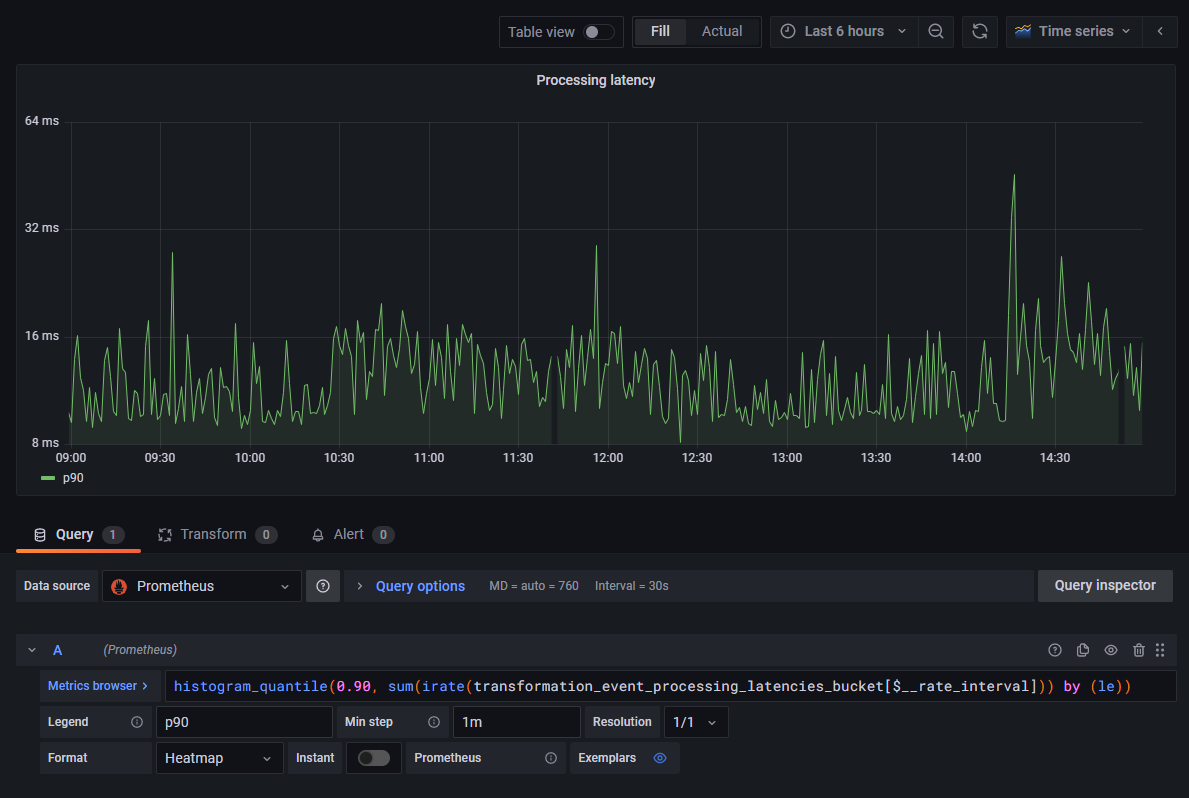 Table view Fill Actual Last 6 hours Time series
Processing latency
64 ms
32 ms
16 ms
8 ms
09:00 09:30 10:00 10:30 11:00 11:30 12:00 12:30 13:00 13:30 14:00 14:30
p90
Query 1 Transform 0 Alert 0
Data source Prometheus Query options MD = auto = 760 Interval = 30s Query inspector
A (Prometheus)
Metrics browser histogram_quantile(0.90, sum(irate(transformation_event_processing_latencies_bucket[$__rate_interval])) by (le))
Legend p90 Min step 1m Resolution 1/1
Format Heatmap Instant Prometheus Exemplars